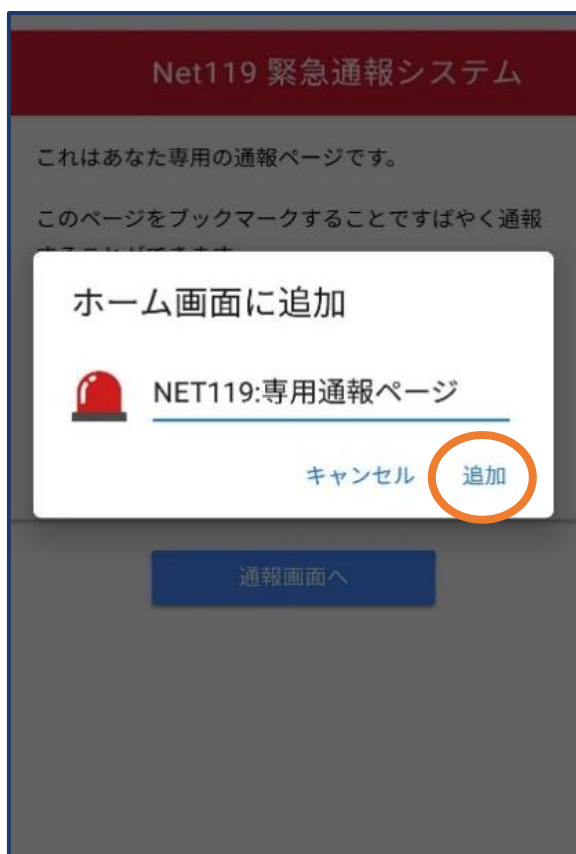 Net119 緊急通報システム
これはあなた専用の通報ページです。
このページをブックマークすることですばやく通報
ホーム画面に追加
NET119:専用通報ページ
キャンセル 追加
通報画面へ